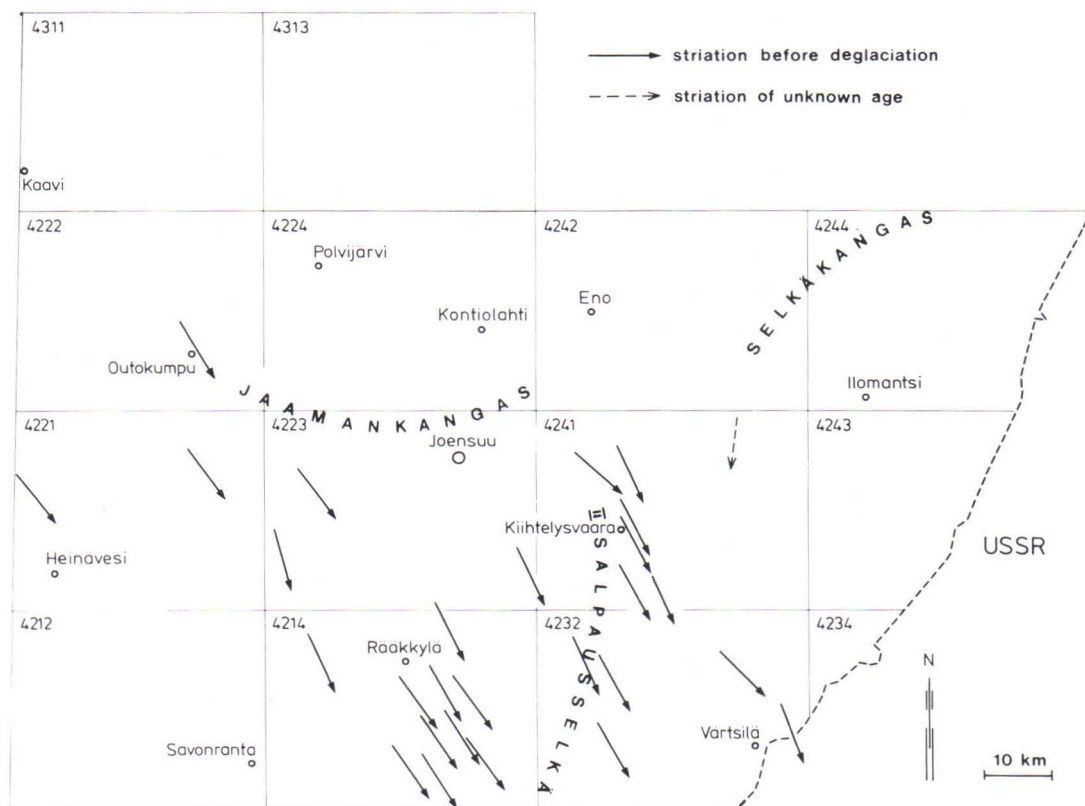 4311
4313
striation before deglaciation
striation of unknown age
Kaavi
4222
4224
4242
4244
SELKÄKANGAS
Polvijärvi
Kontiolahti
Eno
Outokumpu
Ilomantsi
JAAMANKANGAS
4221
4223
4241
4243
Joensuu
Kiihtelysvaara
II SALPAUSSELKÄ
USSR
Heinävesi
4212
4214
4232
4234
Rääkkylä
N
Savonranta
Värtsilä
10 km